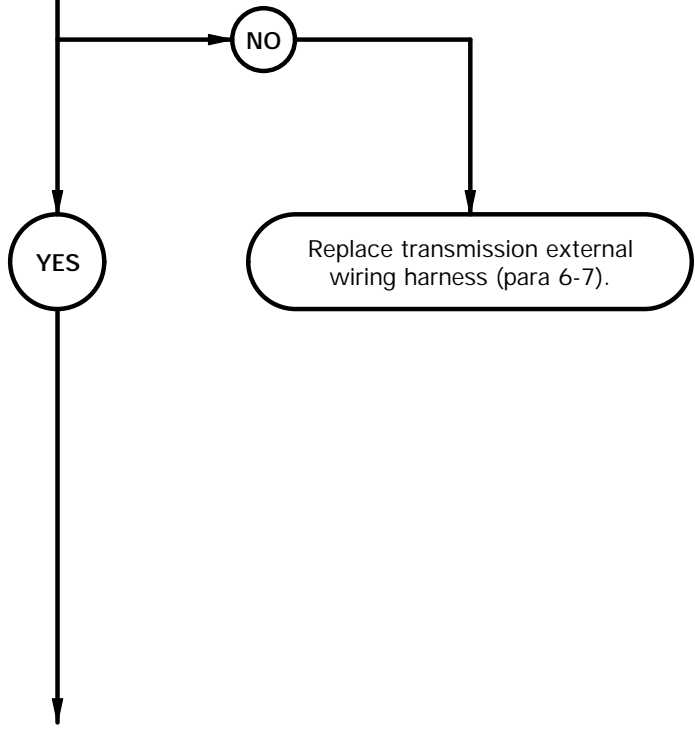 NO
YES
Replace transmission external
wiring harness (para 6-7).